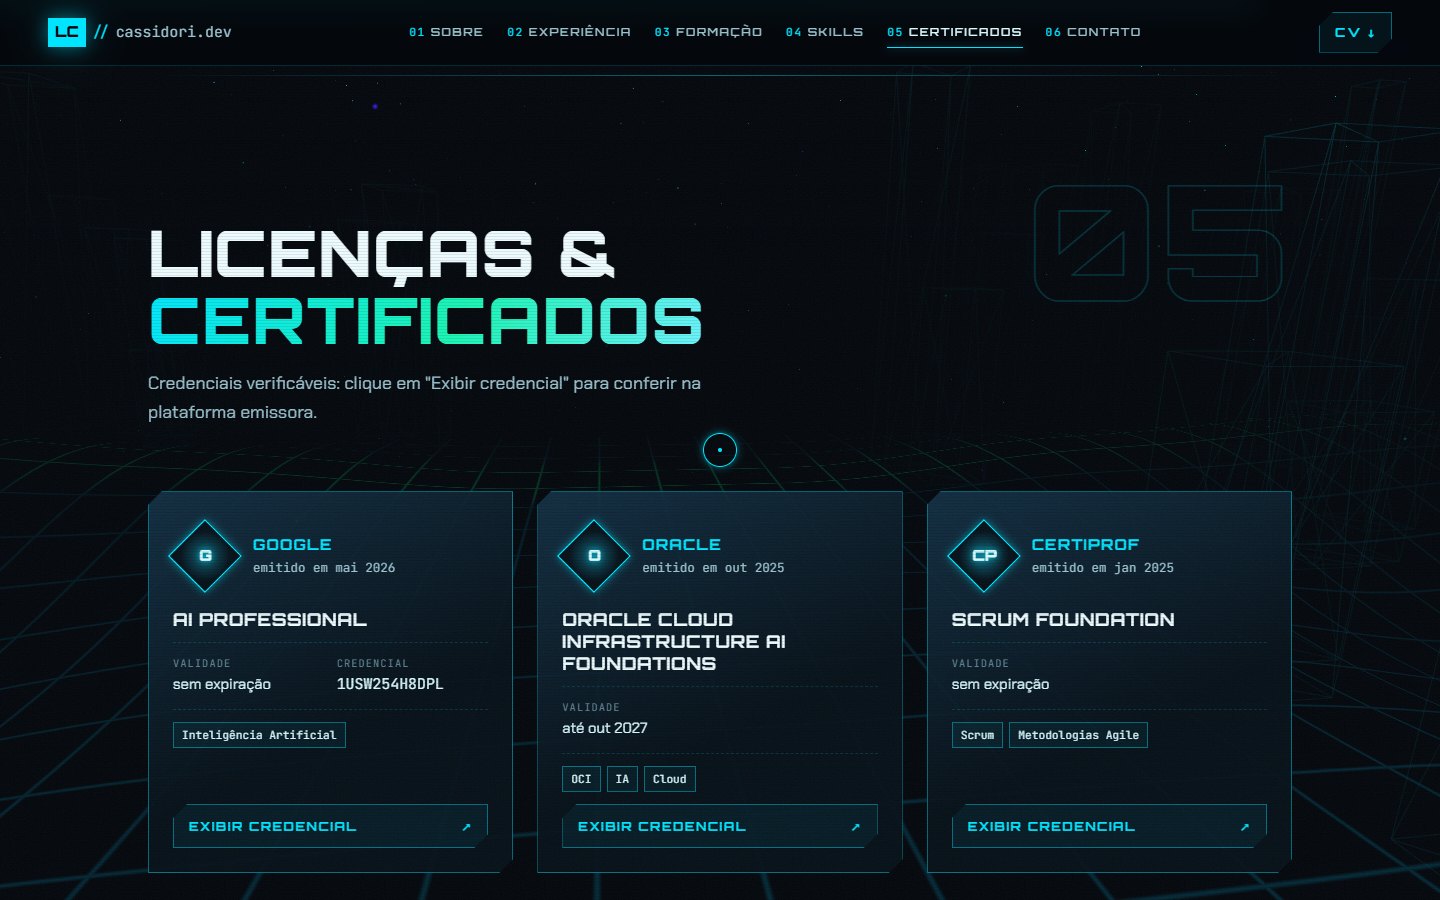 LC // cassidori.dev
01 SOBRE
02 EXPERIÊNCIA
03 FORMAÇÃO
04 SKILLS
05 CERTIFICADOS
06 CONTATO
CV ↓
05
LICENÇAS &
CERTIFICADOS
Credenciais verificáveis: clique em "Exibir credencial" para conferir na
plataforma emissora.
G
GOOGLE
emitido em mai 2026
AI PROFESSIONAL
VALIDADE
sem expiração
CREDENCIAL
1USW254H8DPL
Inteligência Artificial
EXIBIR CREDENCIAL ↗
O
ORACLE
emitido em out 2025
ORACLE CLOUD
INFRASTRUCTURE AI
FOUNDATIONS
VALIDADE
até out 2027
OCI
IA
Cloud
EXIBIR CREDENCIAL ↗
CP
CERTIPROF
emitido em jan 2025
SCRUM FOUNDATION
VALIDADE
sem expiração
Scrum
Metodologias Agile
EXIBIR CREDENCIAL ↗